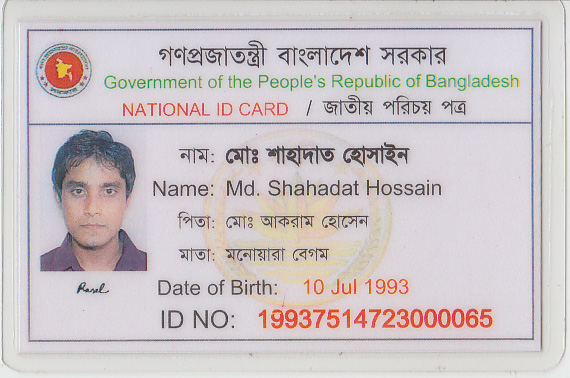 গণপ্রজাতন্ত্রী বাংলাদেশ সরকার
Government of the People's Republic of Bangladesh
NATIONAL ID CARD / জাতীয় পরিচয় পত্র
নাম: মোঃ শাহাদাত হোসাইন
Name: Md. Shahadat Hossain
পিতা: মোঃ আকরাম হোসেন
মাতা: মনোয়ারা বেগম
Rasel
Date of Birth: 10 Jul 1993
ID NO: 19937514723000065